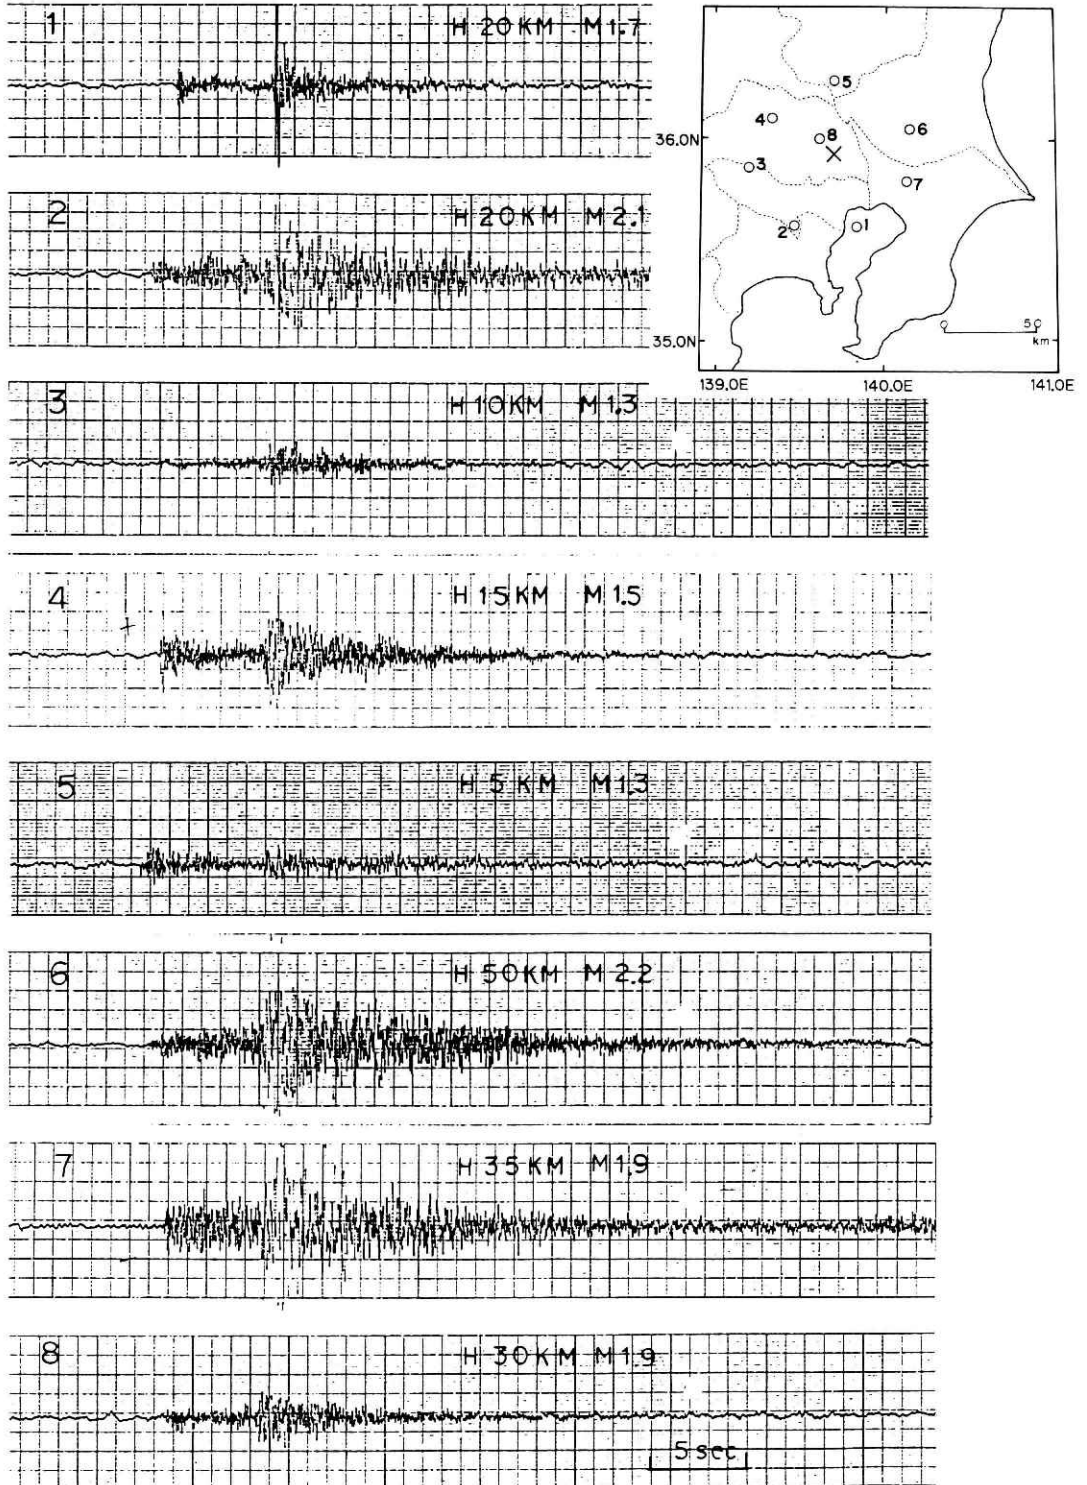 1 H 20 KM M 1.7
2 H 20 KM M 2.1
3 H 10 KM M 1.3
4 H 15 KM M 1.5
5 H 5 KM M 1.3
6 H 50 KM M 2.2
7 H 35 KM M 1.9
8 H 30 KM M 1.9
5 sec
5
4
8
6
36.0N
3
7
2
1
0 50
km
35.0N
139.0E 140.0E 141.0E